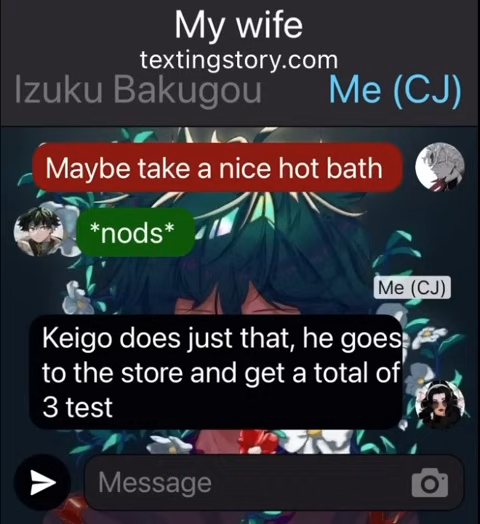 My wife
textingstory.com
Izuku Bakugou
Me (CJ)
Maybe take a nice hot bath
*nods*
Me (CJ)
Keigo does just that, he goes
to the store and get a total of
3 test
Message